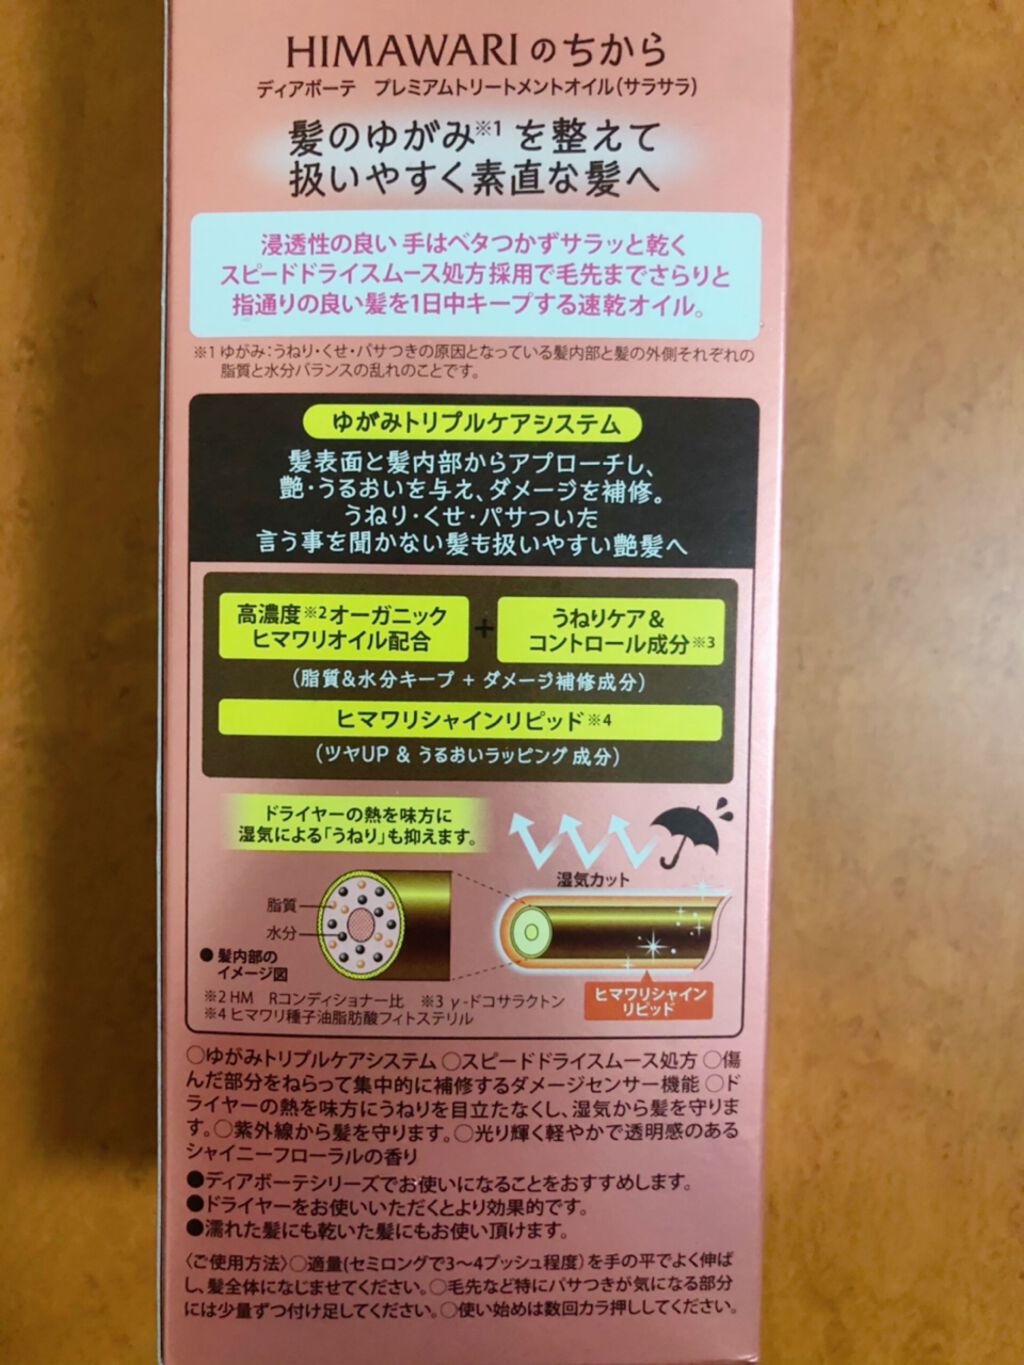 HIMAWARIのちから
ディアボーテ　プレミアムトリートメントオイル(サラサラ)
髪のゆがみ※1を整えて
扱いやすく素直な髪へ
浸透性の良い 手はベタつかずサラッと乾く
スピードドライスムース処方採用で毛先までさらりと
指通りの良い髪を1日中キープする速乾オイル。
※1 ゆがみ:うねり・くせ・パサつきの原因となっている髪内部と髪の外側それぞれの
脂質と水分バランスの乱れのことです。
ゆがみトリプルケアシステム
髪表面と髪内部からアプローチし、
艶・うるおいを与え、ダメージを補修。
うねり・くせ・パサついた
言う事を聞かない髪も扱いやすい艶髪へ
高濃度※2オーガニック
ヒマワリオイル配合
+
うねりケア&
コントロール成分※3
(脂質&水分キープ + ダメージ補修成分)
ヒマワリシャインリピッド※4
(ツヤUP & うるおいラッピング 成分)
ドライヤーの熱を味方に
湿気による「うねり」も抑えます。
湿気カット
脂質
水分
●髪内部の
イメージ図
ヒマワリシャイン
リピッド
※2 HM　Rコンディショナー比　※3 γ-ドコサラクトン
※4 ヒマワリ種子油脂肪酸フィトステリル
○ゆがみトリプルケアシステム ○スピードドライスムース処方 ○傷
んだ部分をねらって集中的に補修するダメージセンサー機能 ○ド
ライヤーの熱を味方にうねりを目立たなくし、湿気から髪を守りま
す。○紫外線から髪を守ります。○光り輝く軽やかで透明感のある
シャイニーフローラルの香り
●ディアボーテシリーズでお使いになることをおすすめします。
●ドライヤーをお使いいただくとより効果的です。
●濡れた髪にも乾いた髪にもお使い頂けます。
〈ご使用方法〉○適量(セミロングで3〜4プッシュ程度)を手の平でよく伸ば
し、髪全体になじませてください。○毛先など特にパサつきが気になる部分
には少量ずつ付け足してください。○使い始めは数回カラ押ししてください。